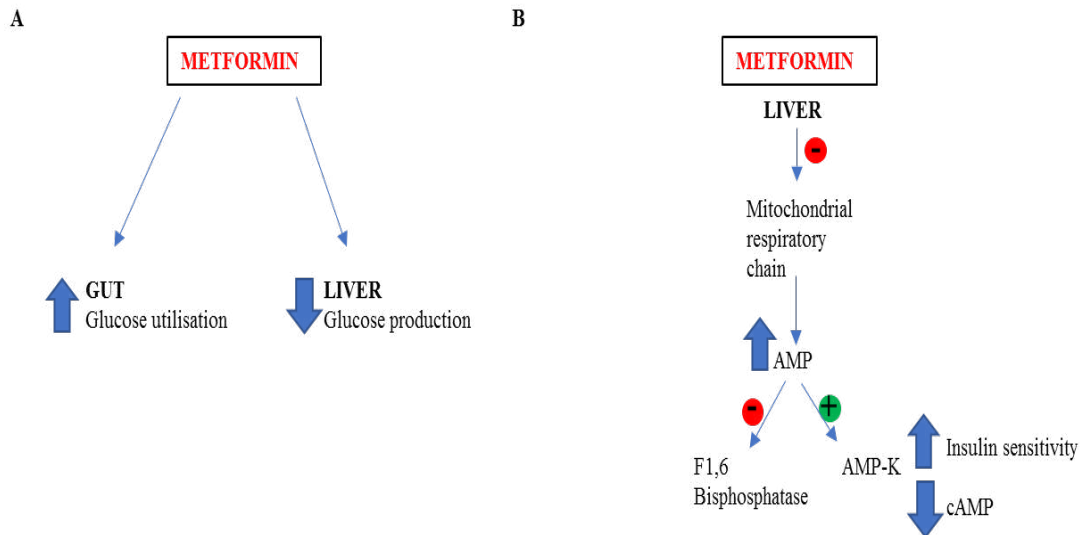 A
METFORMIN
GUT
Glucose utilisation
LIVER
Glucose production
B
METFORMIN
LIVER
-
Mitochondrial
respiratory
chain
AMP
-
+
F1,6
Bisphosphatase
AMP-K
Insulin sensitivity
cAMP